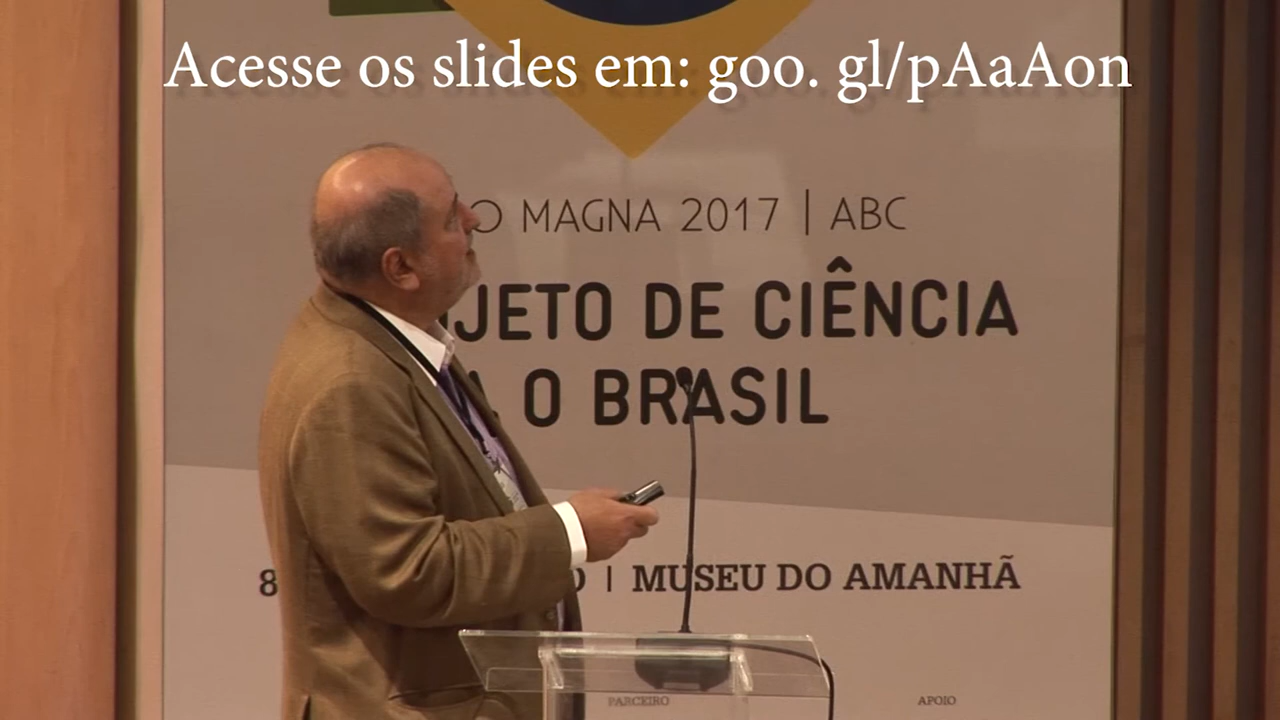 Acesse os slides em: goo. gl/pAaAon
O MAGNA 2017 | ABC
JETO DE CIÊNCIA
O BRASIL
8 | MUSEU DO AMANHÃ
PARCEIRO APOIO